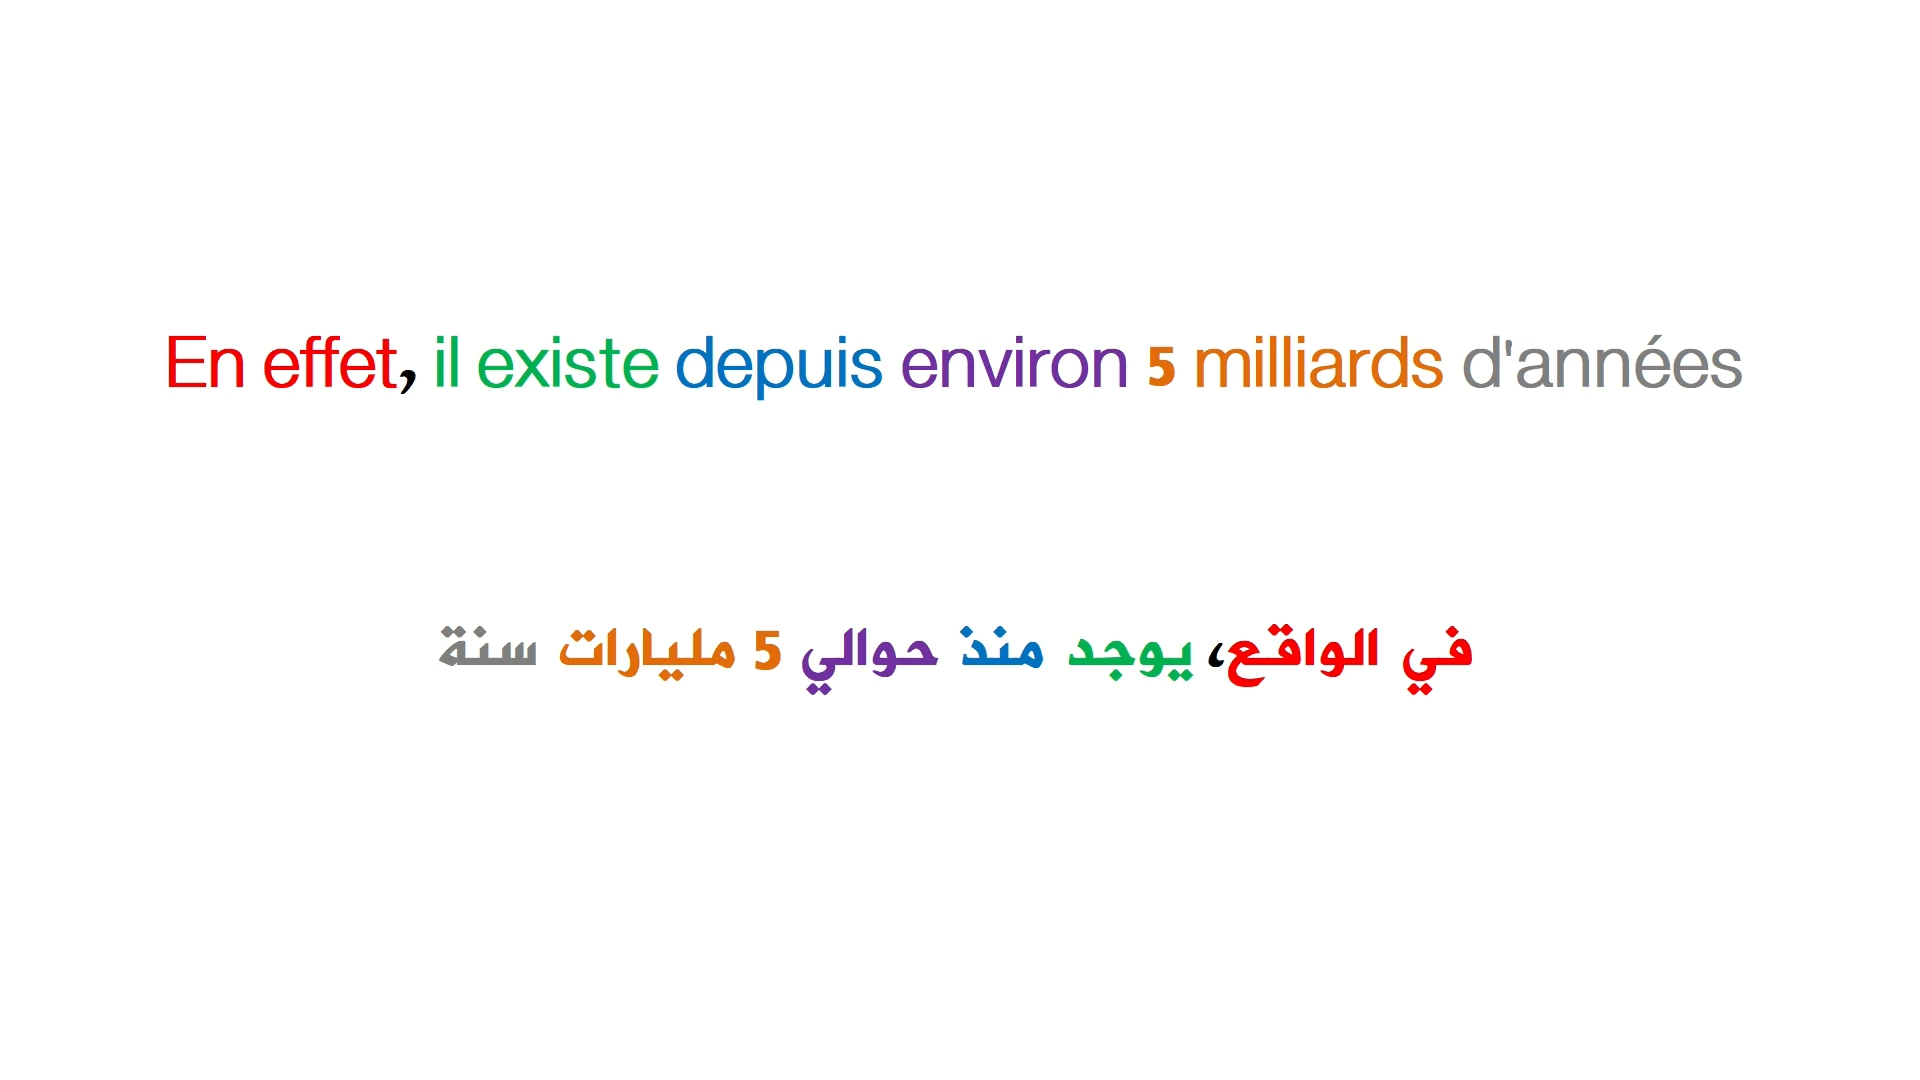 En effet, il existe depuis environ 5 milliards d'années
في الواقع، يوجد منذ حوالي 5 مليارات سنة